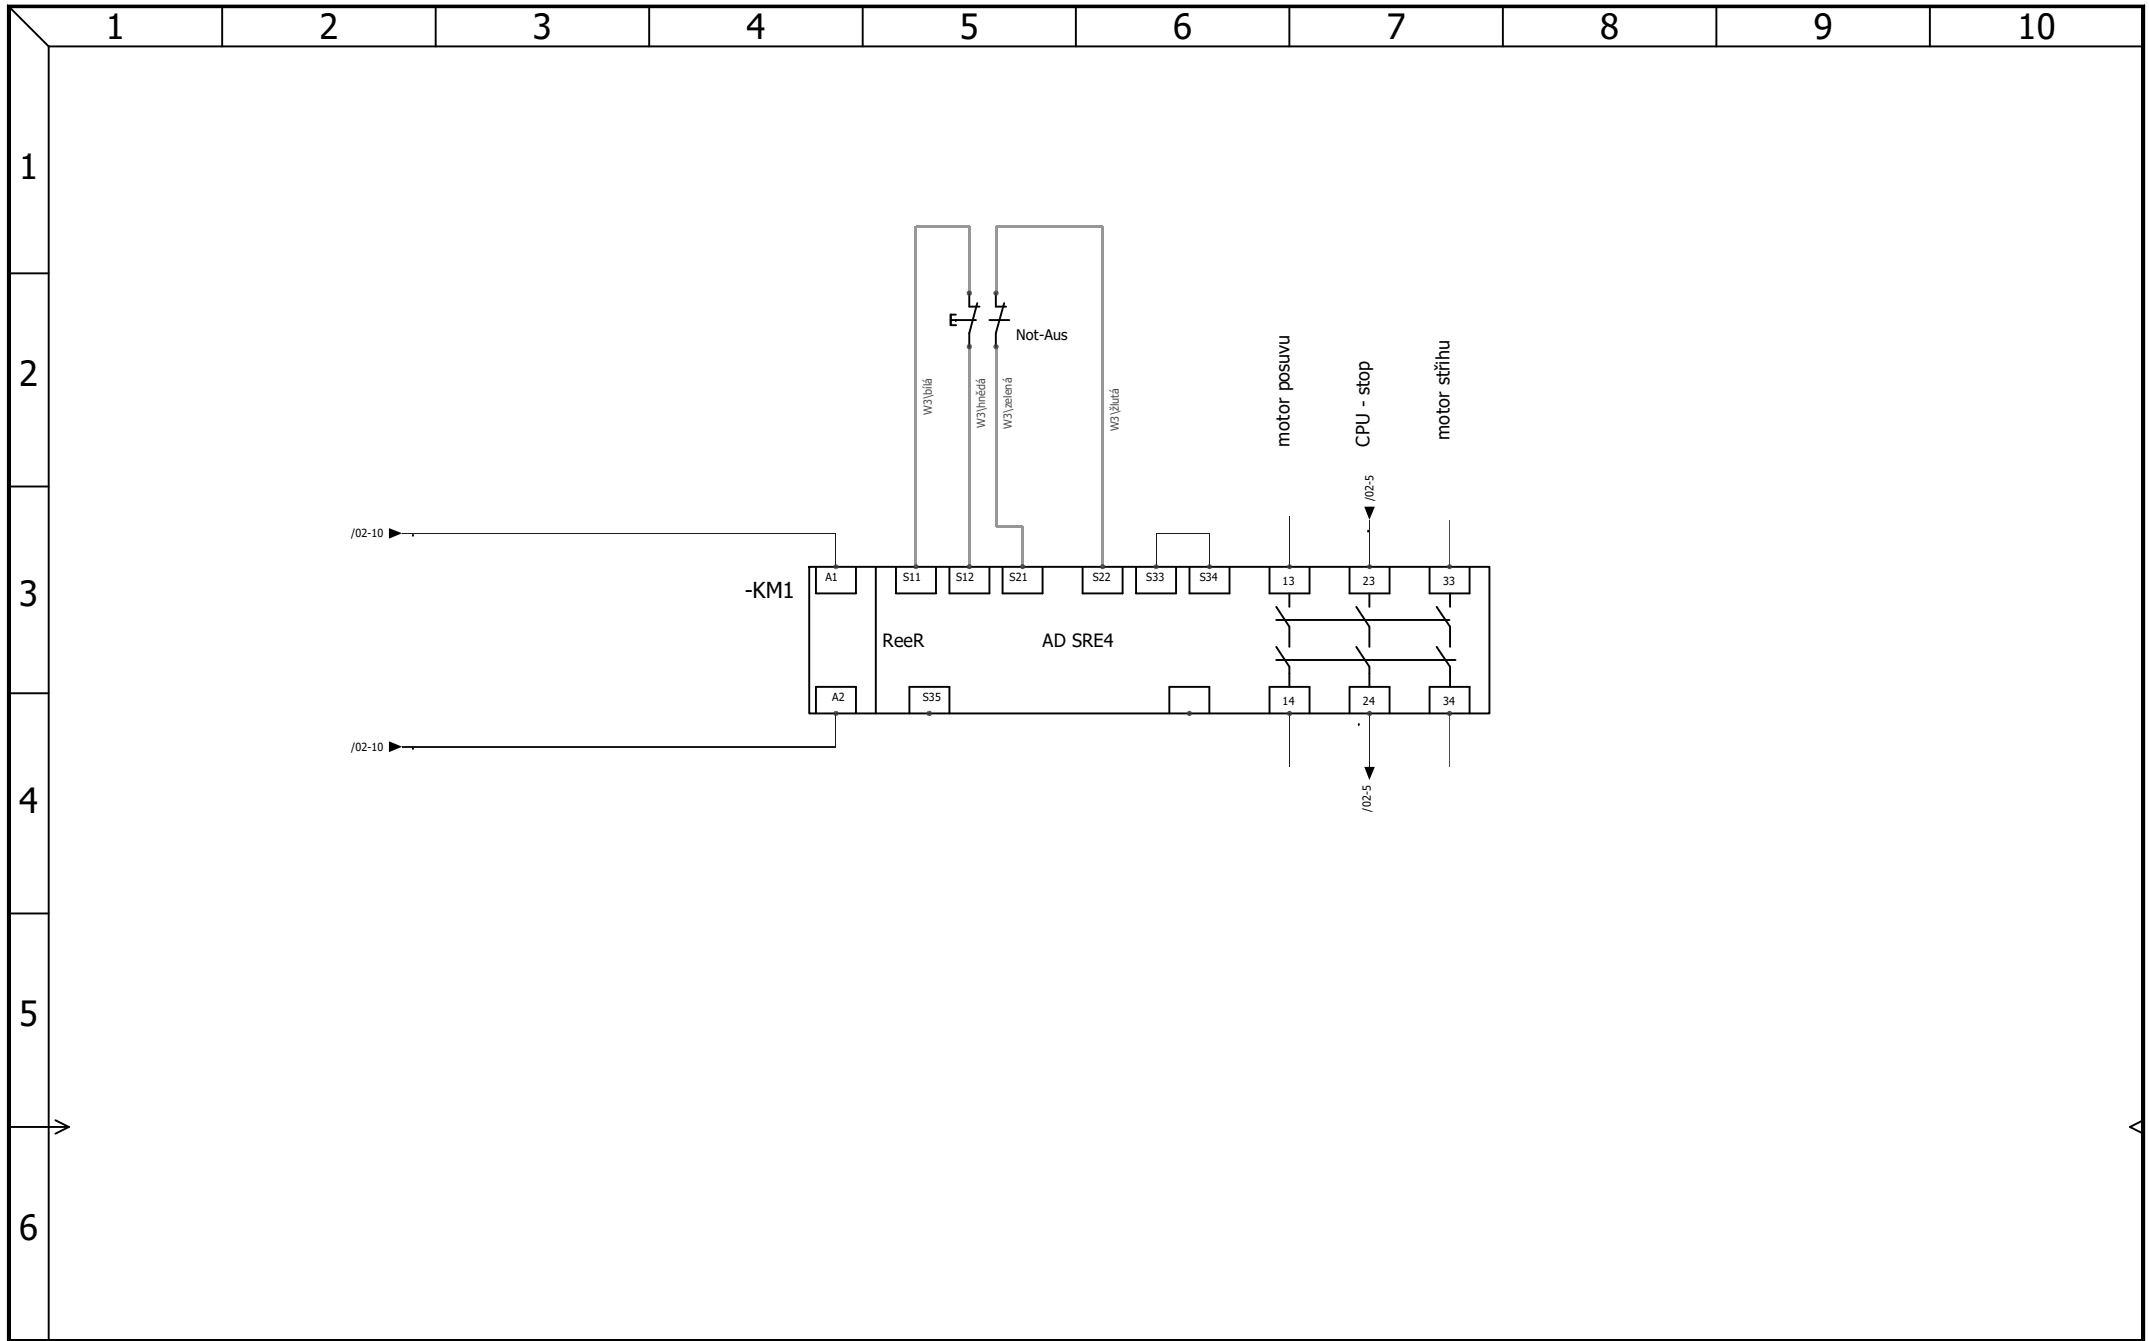 1 2 3 4 5 6 7 8 9 10
1
2
3
4
5
6
Not-Aus
W3\bílá
W3\hnědá
W3\zelená
W3\žlutá
motor posuvu
CPU - stop
motor střihu
/02-5
/02-10
-KM1
A1 S11 S12 S21 S22 S33 S34 13 23 33
ReeR AD SRE4
A2 S35 14 24 34
/02-10
/02-5